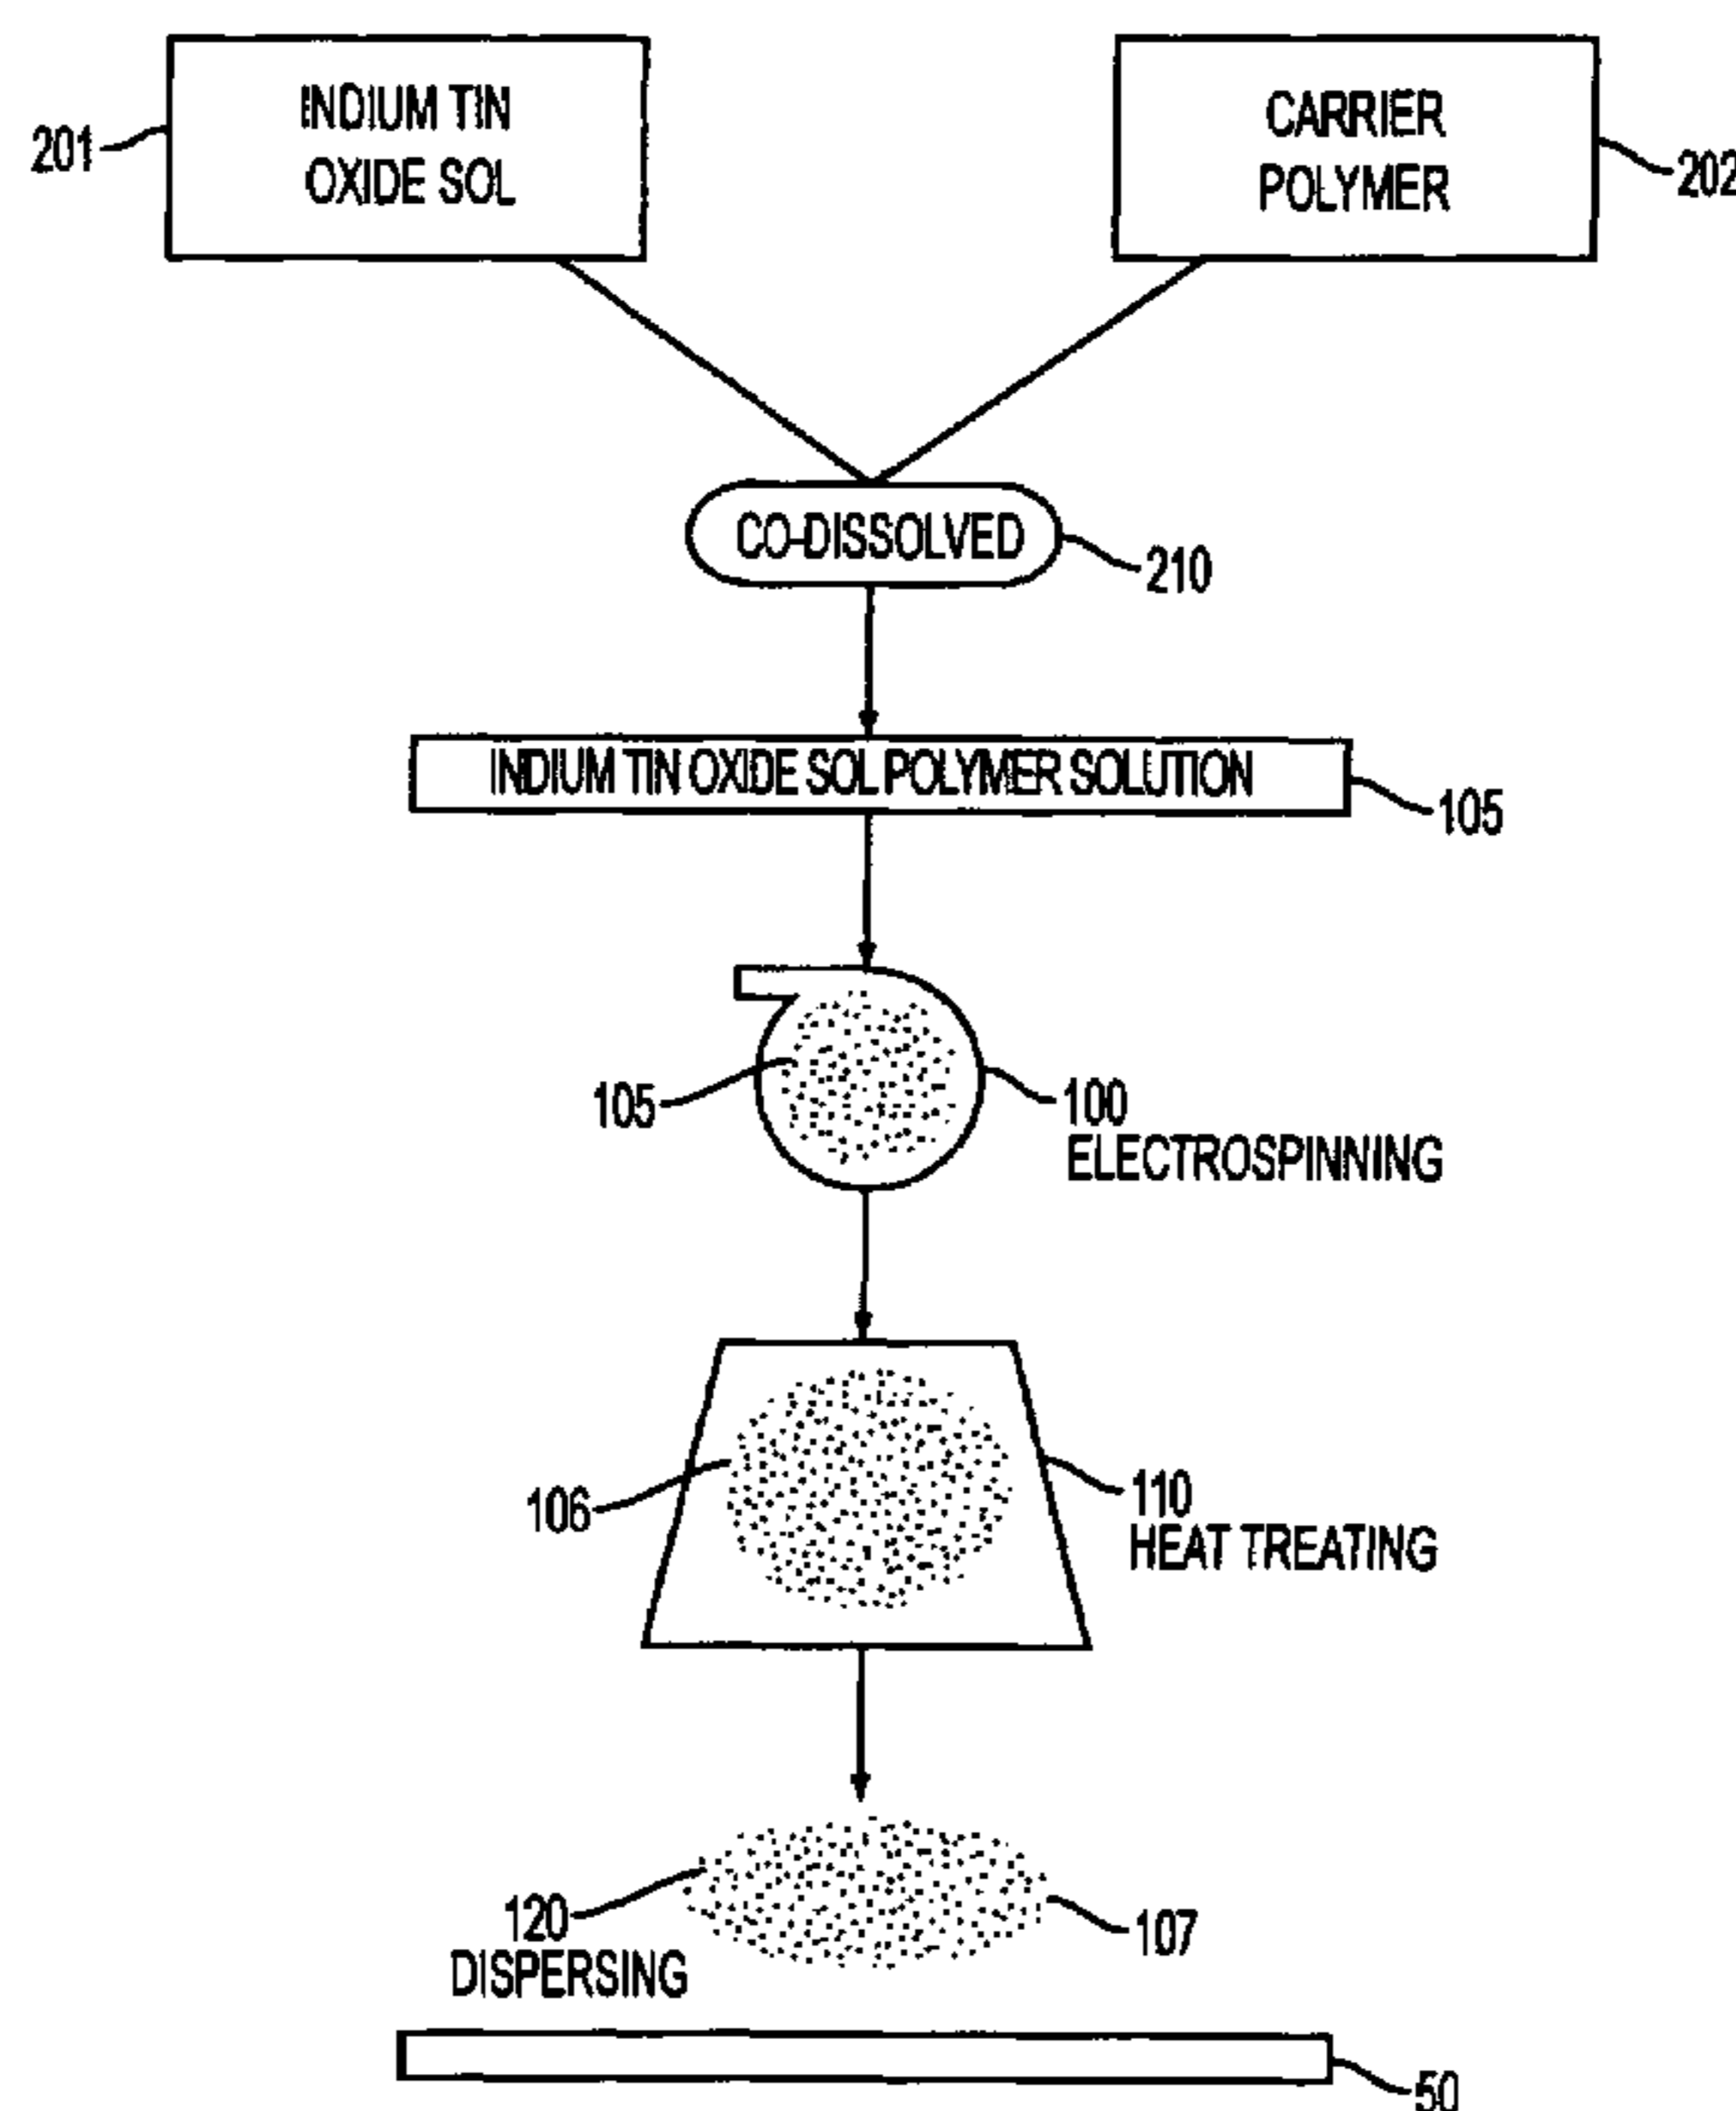 INDIUM TIN
OXIDE SOL
201
CARRIER
POLYMER
202
CO-DISSOLVED
210
INDIUM TIN OXIDE SOL POLYMER SOLUTION
105
105
100
ELECTROSPINNING
106
110
HEAT TREATING
120
DISPERSING
107
50